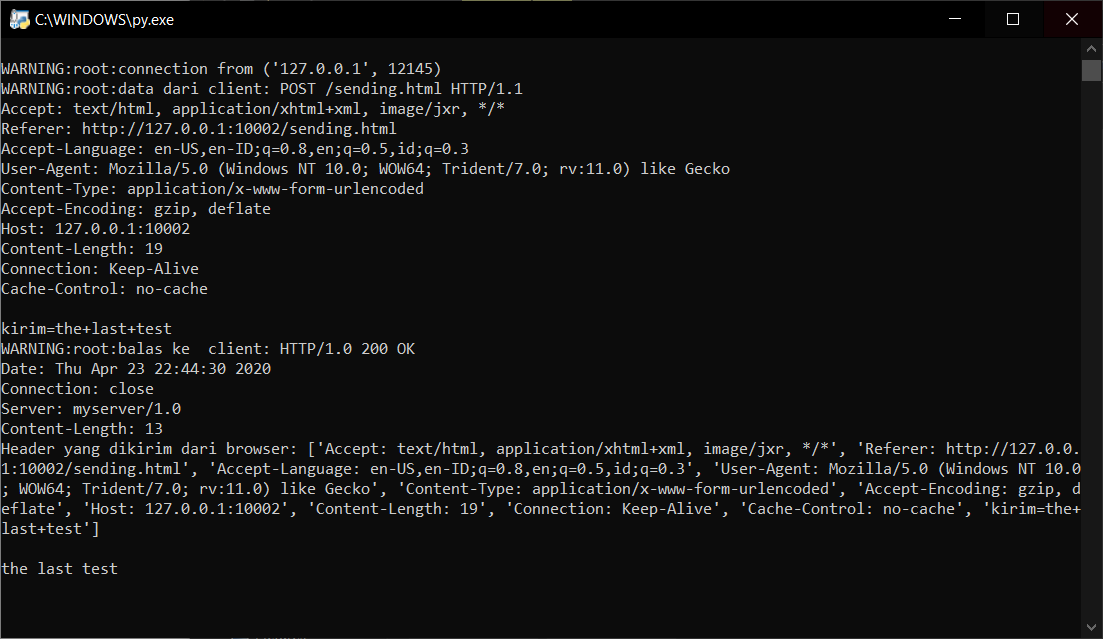 C:\WINDOWS\py.exe
WARNING:root:connection from ('127.0.0.1', 12145)
WARNING:root:data dari client: POST /sending.html HTTP/1.1
Accept: text/html, application/xhtml+xml, image/jxr, */*
Referer: http://127.0.0.1:10002/sending.html
Accept-Language: en-US,en-ID;q=0.8,en;q=0.5,id;q=0.3
User-Agent: Mozilla/5.0 (Windows NT 10.0; WOW64; Trident/7.0; rv:11.0) like Gecko
Content-Type: application/x-www-form-urlencoded
Accept-Encoding: gzip, deflate
Host: 127.0.0.1:10002
Content-Length: 19
Connection: Keep-Alive
Cache-Control: no-cache
kirim=the+last+test
WARNING:root:balas ke  client: HTTP/1.0 200 OK
Date: Thu Apr 23 22:44:30 2020
Connection: close
Server: myserver/1.0
Content-Length: 13
Header yang dikirim dari browser: ['Accept: text/html, application/xhtml+xml, image/jxr, */*', 'Referer: http://127.0.0.
1:10002/sending.html', 'Accept-Language: en-US,en-ID;q=0.8,en;q=0.5,id;q=0.3', 'User-Agent: Mozilla/5.0 (Windows NT 10.0
; WOW64; Trident/7.0; rv:11.0) like Gecko', 'Content-Type: application/x-www-form-urlencoded', 'Accept-Encoding: gzip, d
eflate', 'Host: 127.0.0.1:10002', 'Content-Length: 19', 'Connection: Keep-Alive', 'Cache-Control: no-cache', 'kirim=the+
last+test']
the last test